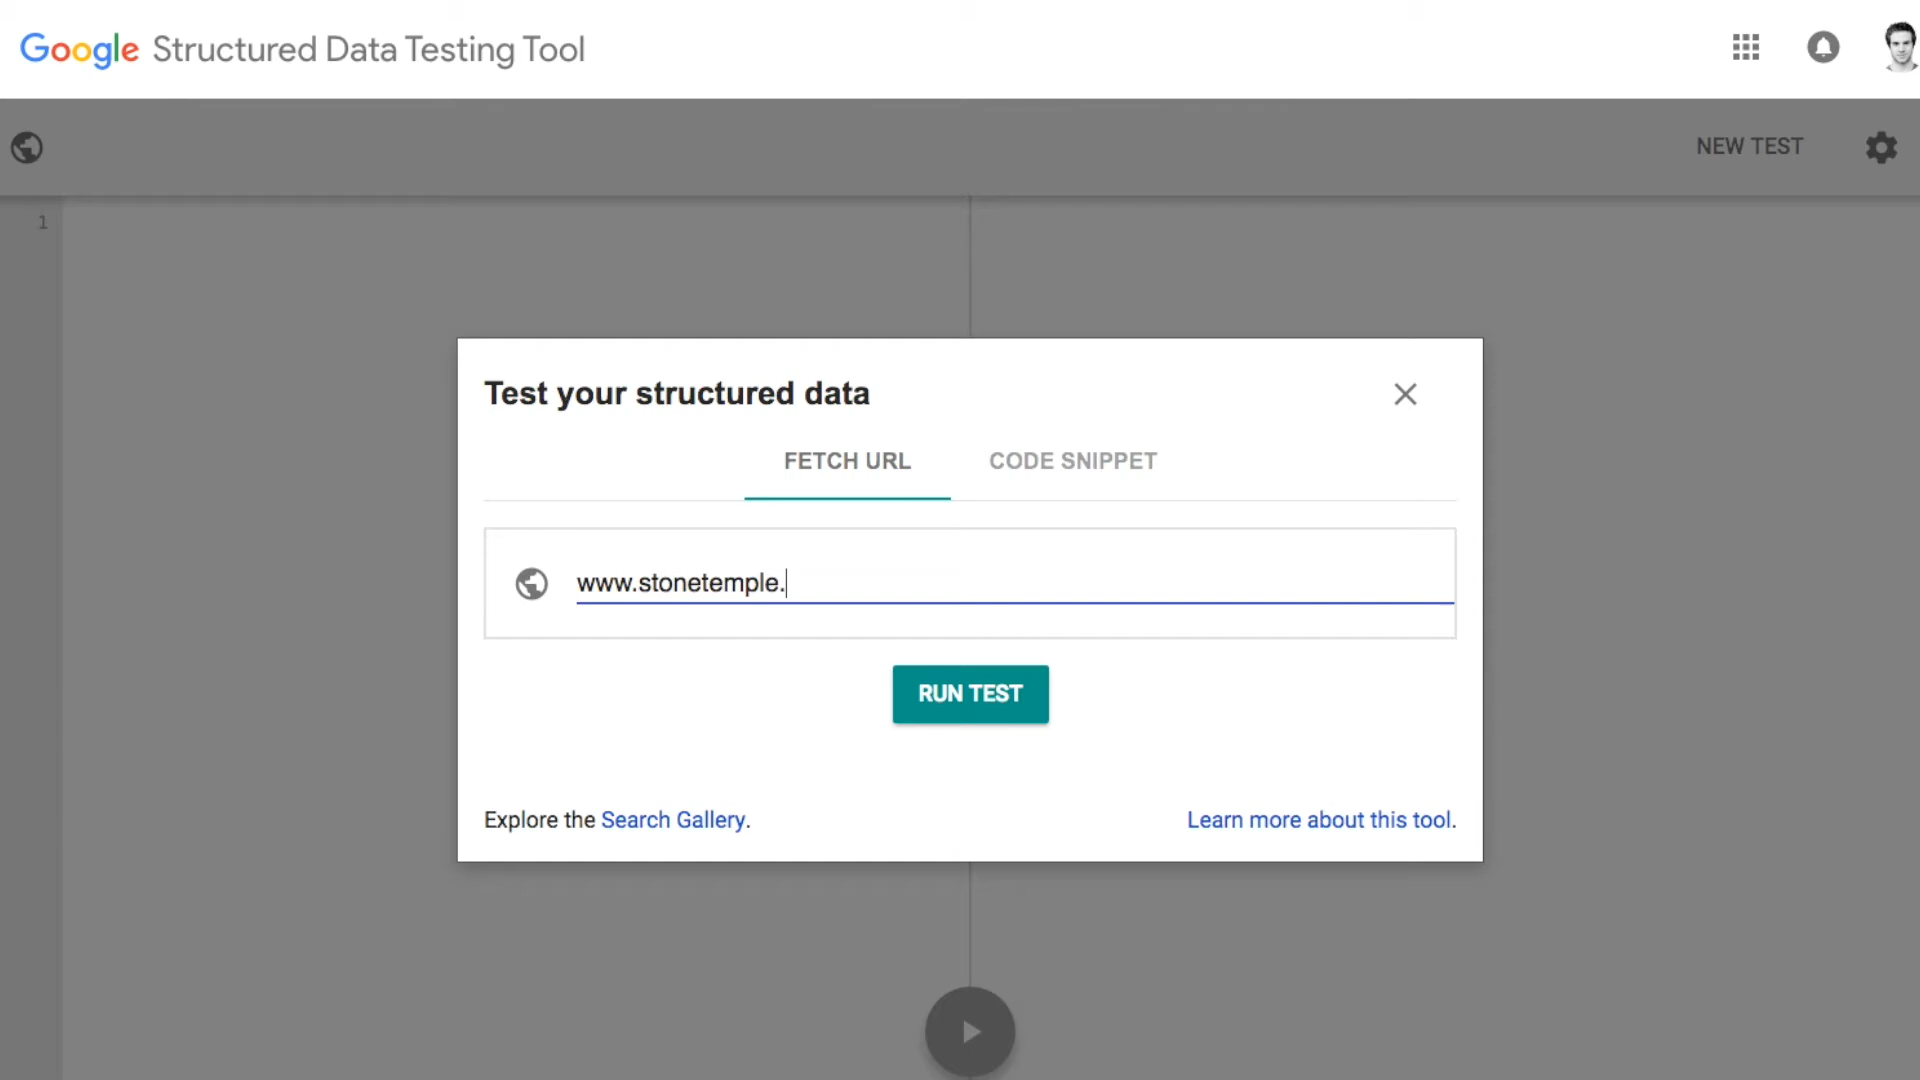 Google Structured Data Testing Tool
NEW TEST
1
Test your structured data
FETCH URL
CODE SNIPPET
www.stonetemple.
RUN TEST
Explore the Search Gallery.
Learn more about this tool.